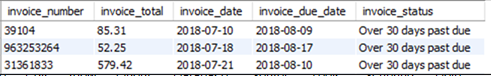 invoice_number invoice_total invoice_date invoice_due_date invoice_status
39104 85.31 2018-07-10 2018-08-09 Over 30 days past due
963253264 52.25 2018-07-18 2018-08-17 Over 30 days past due
31361833 579.42 2018-07-21 2018-08-10 Over 30 days past due